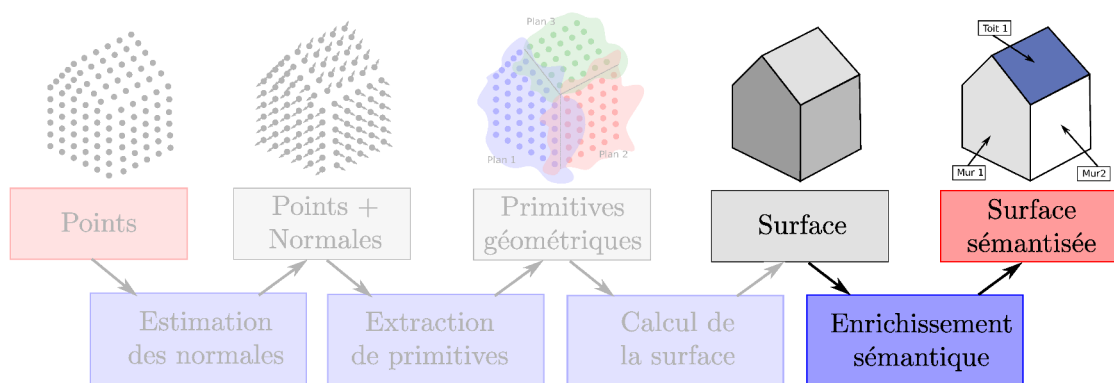 Plan 3
Plan 1
Plan 2
Toit 1
Mur 1
Mur2
Points
Points +
Normales
Primitives
géométriques
Surface
Surface
sémantisée
Estimation
des normales
Extraction
de primitives
Calcul de
la surface
Enrichissement
sémantique